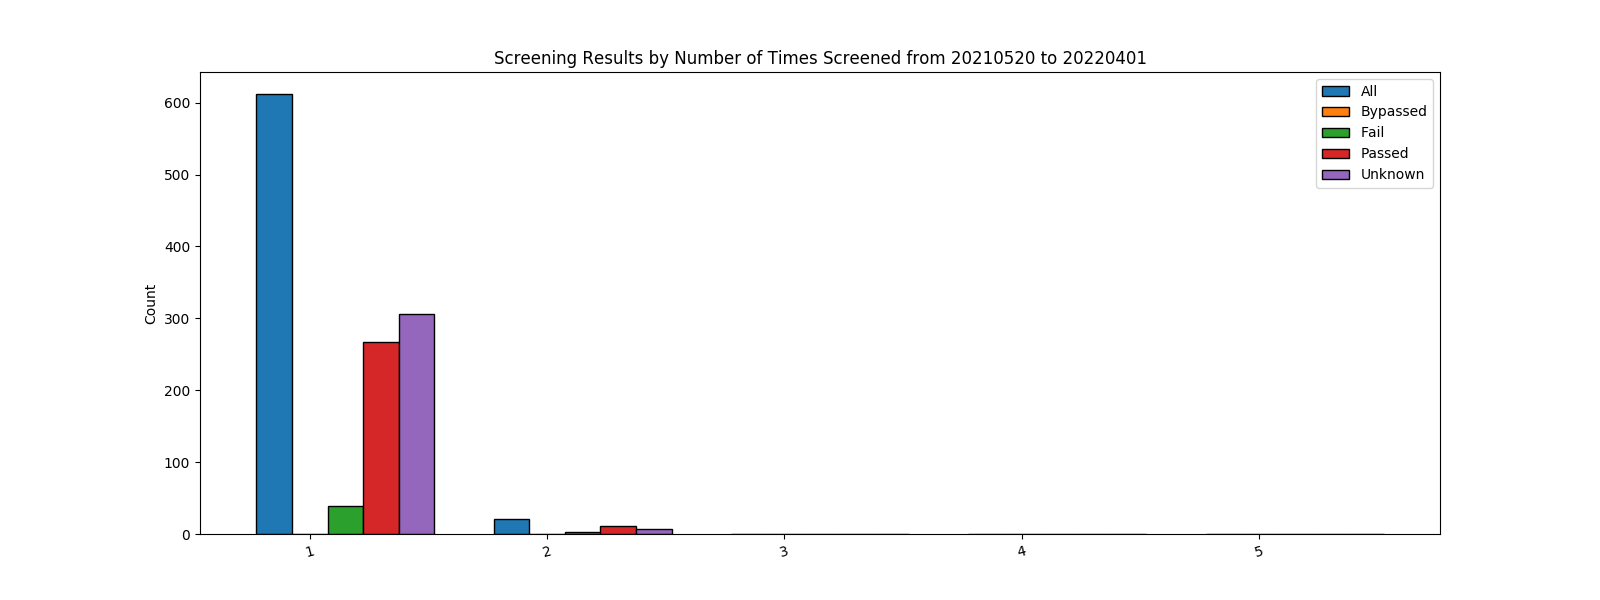 Screening Results by Number of Times Screened from 20210520 to 20220401
All
Bypassed
Fail
Passed
Unknown
Count
600
500
400
300
200
100
0
1
2
3
4
5